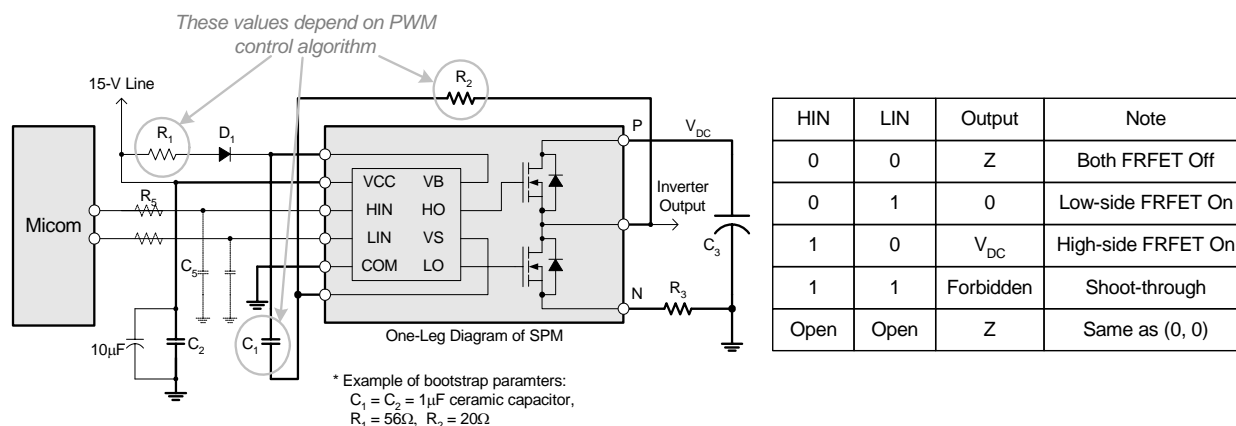 These values depend on PWM
control algorithm
15-V Line
R1
D1
R2
Micom
R5
C5
10μF
C2
C1
VCC
VB
HIN
HO
LIN
VS
COM
LO
P
VDC
Inverter
Output
C3
N
R3
One-Leg Diagram of SPM
* Example of bootstrap paramters:
C1 = C2 = 1μF ceramic capacitor,
R1 = 56Ω, R2 = 20Ω
HIN LIN Output Note
0 0 Z Both FRFET Off
0 1 0 Low-side FRFET On
1 0 VDC High-side FRFET On
1 1 Forbidden Shoot-through
Open Open Z Same as (0, 0)